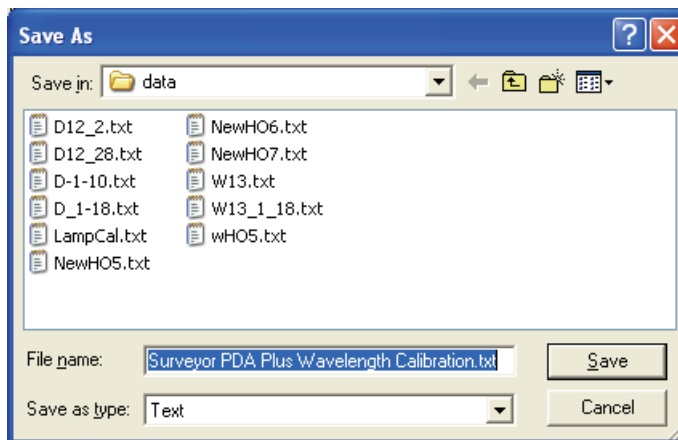 Save As
Save in: data
D12_2.txt
D12_28.txt
D-1-10.txt
D_1-18.txt
LampCal.txt
NewHO5.txt
NewHO6.txt
NewHO7.txt
W13.txt
W13_1_18.txt
wHO5.txt
File name: Surveyor PDA Plus Wavelength Calibration.txt Save
Save as type: Text Cancel